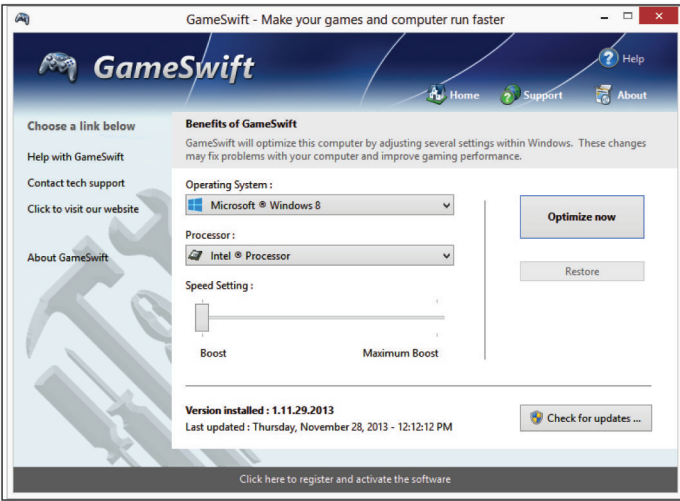 GameSwift - Make your games and computer run faster
GameSwift
Help
Home
Support
About
Choose a link below
Help with GameSwift
Contact tech support
Click to visit our website
About GameSwift
Benefits of GameSwift
GameSwift will optimize this computer by adjusting several settings within Windows. These changes
may fix problems with your computer and improve gaming performance.
Operating System :
Microsoft ® Windows 8
Processor :
Intel ® Processor
Speed Setting :
Boost
Maximum Boost
Optimize now
Restore
Version installed : 1.11.29.2013
Last updated : Thursday, November 28, 2013 - 12:12:12 PM
Check for updates ...
Click here to register and activate the software